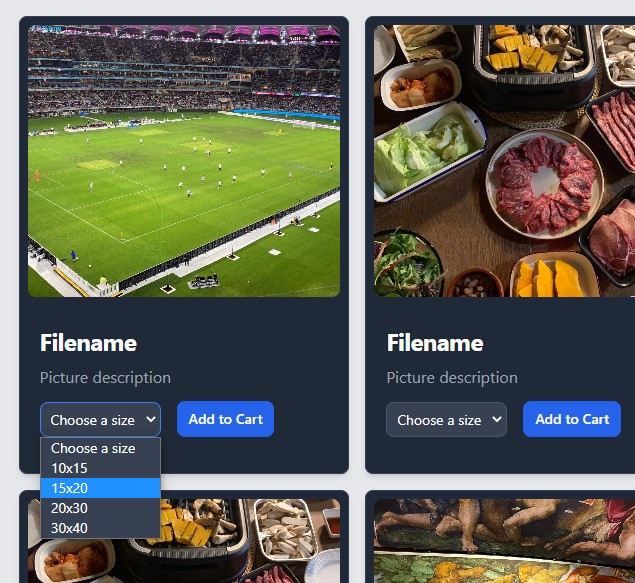 Filename
Picture description
Choose a size
Add to Cart
Choose a size
10x15
15x20
20x30
30x40
Filename
Picture description
Choose a size
Add to Cart